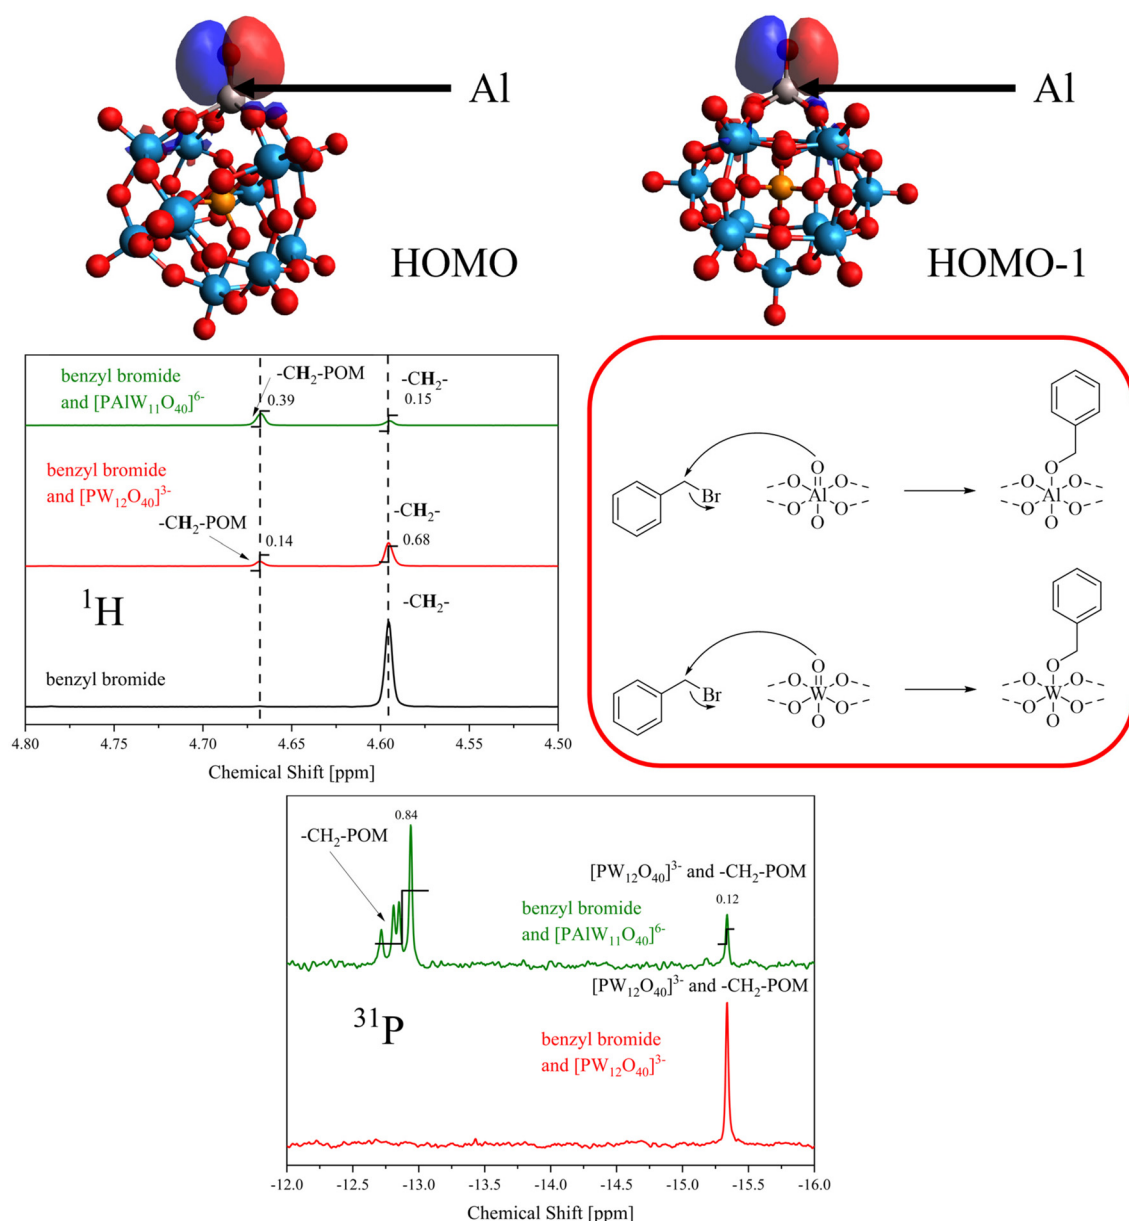 Al
Al
HOMO
HOMO-1
benzyl bromide
and [PAlW₁₁O₄₀]⁶⁻
-CH₂-POM
0.39
-CH₂-
0.15
benzyl bromide
and [PW₁₂O₄₀]³⁻
-CH₂-POM
0.14
-CH₂-
0.68
¹H
-CH₂-
benzyl bromide
4.80 4.75 4.70 4.65 4.60 4.55 4.50
Chemical Shift [ppm]
Br
O
O Al O
O O
O
O
O Al O
O O
O
Br
O
O W O
O O
O
O
O W O
O O
O
0.84
-CH₂-POM
[PW₁₂O₄₀]³⁻ and -CH₂-POM
0.12
benzyl bromide
and [PAlW₁₁O₄₀]⁶⁻
[PW₁₂O₄₀]³⁻ and -CH₂-POM
³¹P
benzyl bromide
and [PW₁₂O₄₀]³⁻
-12.0 -12.5 -13.0 -13.5 -14.0 -14.5 -15.0 -15.5 -16.0
Chemical Shift [ppm]